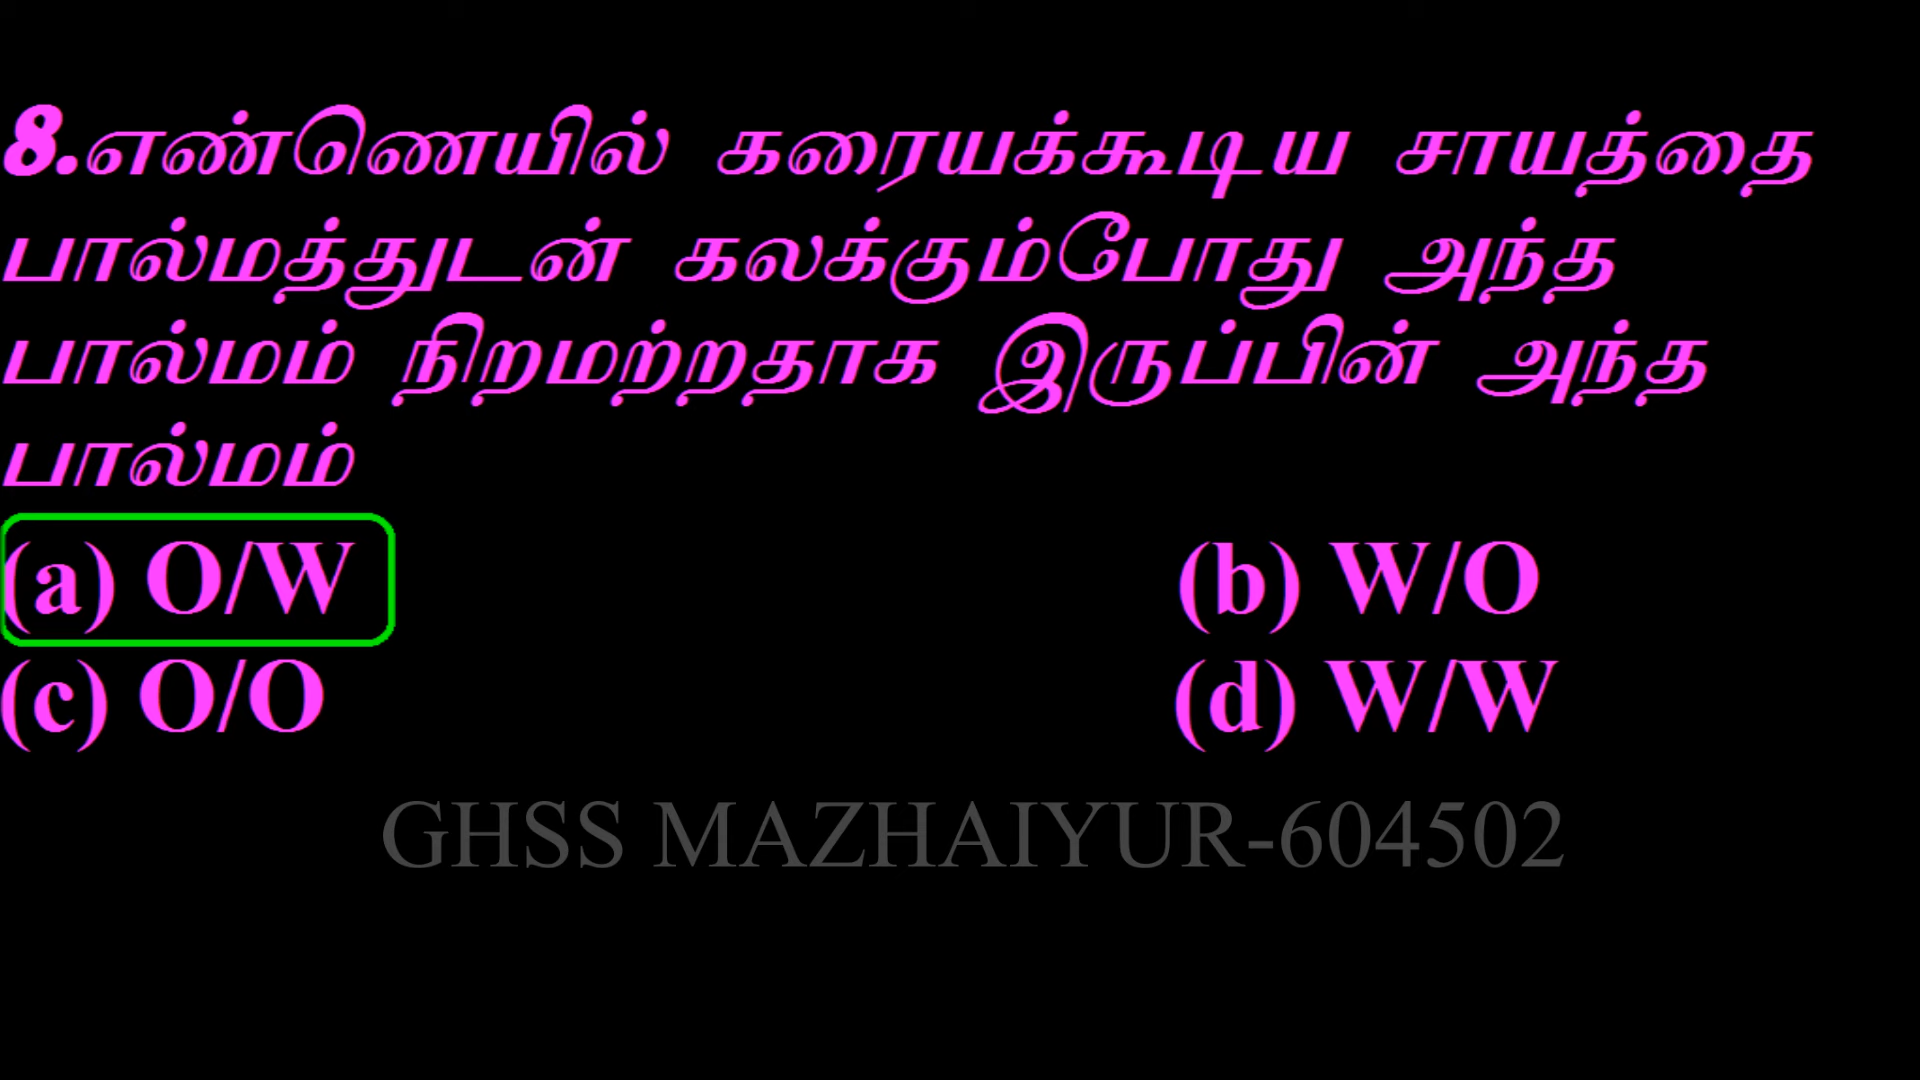 8.எண்ணெயில் கரையக்கூடிய சாயத்தை
பால்மத்துடன் கலக்கும்போது அந்த
பால்மம் நிறமற்றதாக இருப்பின் அந்த
பால்மம்
(a) O/W (b) W/O
(c) O/O (d) W/W
GHSS MAZHAIYUR-604502